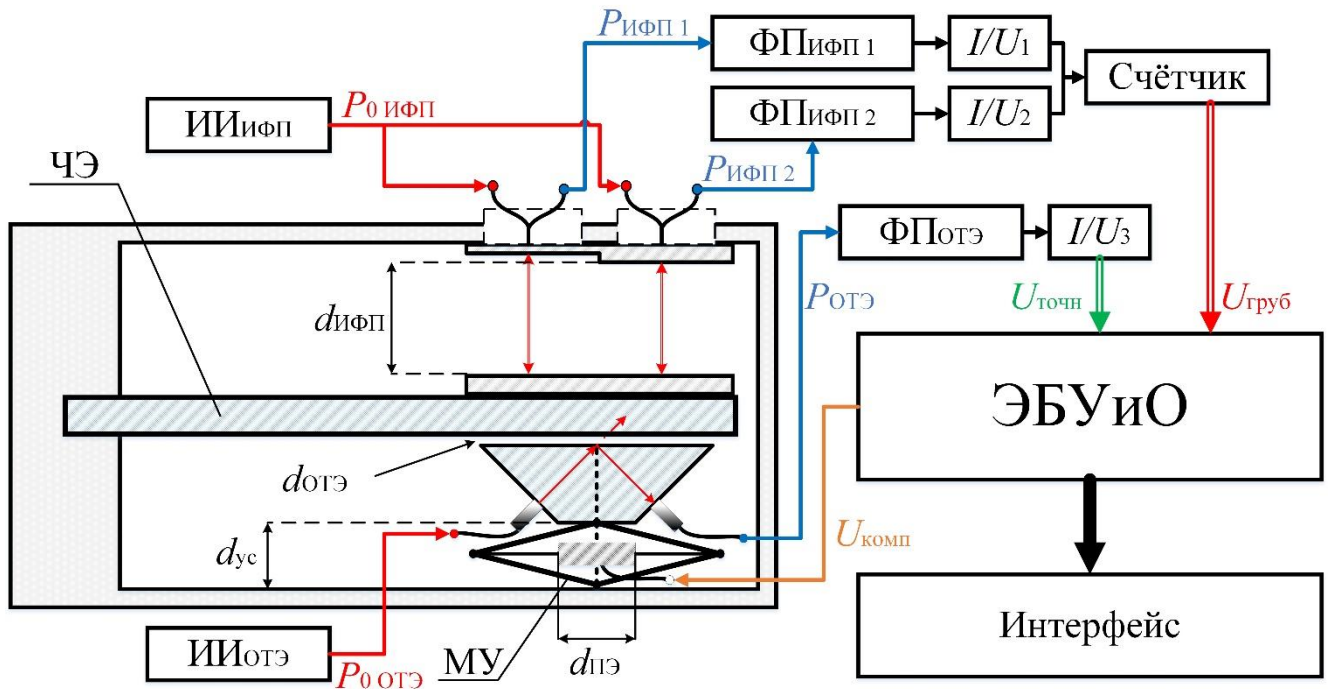 P₀ ИФП
ИИИФП
ЧЭ
PИФП 1
ФПИФП 1
I/U₁
Счётчик
ФПИФП 2
I/U₂
PИФП 2
ФПОТЭ
I/U₃
PОТЭ
Uточн
Uгруб
dИФП
ЭБУиО
dОТЭ
dус
Uкомп
ИИОТЭ
P₀ ОТЭ
МУ
dПЭ
Интерфейс